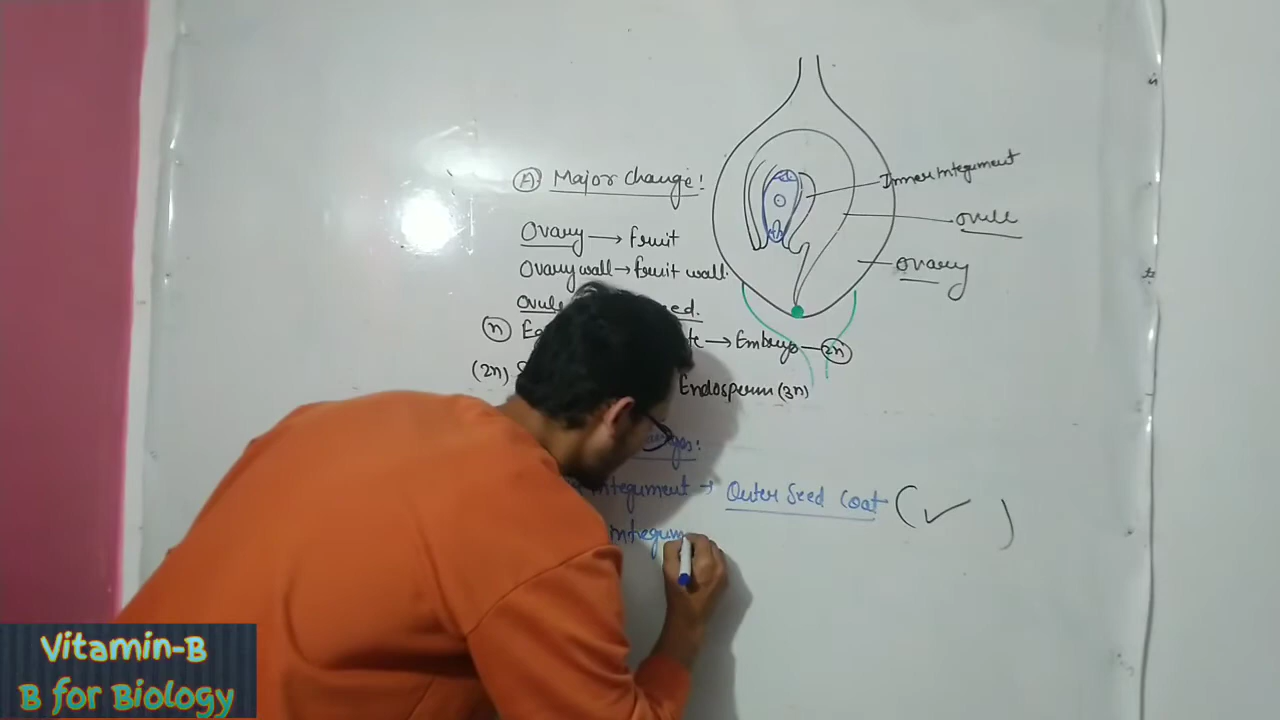 Ⓐ Major Change:
Ovary → Fruit
Ovary wall → Fruit wall.
Inner Integument
Ovule
Ovary
(n)
→ Embryo — (2n)
(2n)
Endosperm (3n)
Integument → Outer Seed Coat (✓ )
Integum
Vitamin-B
B for Biology